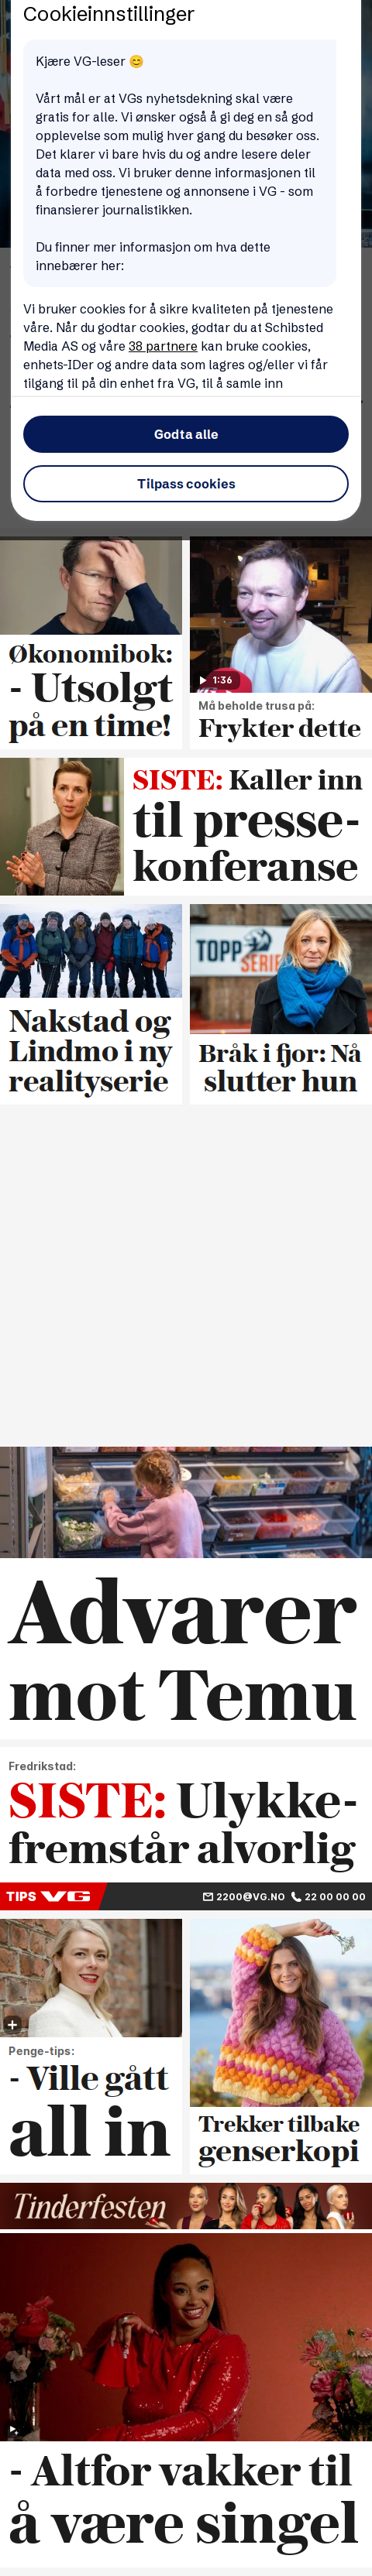 Cookieinnstillinger
Kjære VG-leser 😊
Vårt mål er at VGs nyhetsdekning skal være
gratis for alle. Vi ønsker også å gi deg en så god
opplevelse som mulig hver gang du besøker oss.
Det klarer vi bare hvis du og andre lesere deler
data med oss. Vi bruker denne informasjonen til
å forbedre tjenestene og annonsene i VG - som
finansierer journalistikken.
Du finner mer informasjon om hva dette
innebærer her:
Vi bruker cookies for å sikre kvaliteten på tjenestene
våre. Når du godtar cookies, godtar du at Schibsted
Media AS og våre 38 partnere kan bruke cookies,
enhets-IDer og andre data som lagres og/eller vi får
tilgang til på din enhet fra VG, til å samle inn
Godta alle
Tilpass cookies
Økonomibok:
- Utsolgt
på en time!
1:36
Må beholde trusa på:
Frykter dette
SISTE: Kaller inn
til presse-
konferanse
Nakstad og
Lindmo i ny
realityserie
TOPP
SERIE
Bråk i fjor: Nå
slutter hun
Advarer
mot Temu
Fredrikstad:
SISTE: Ulykke-
fremstår alvorlig
TIPS VG 2200@VG.NO 22 00 00 00
Penge-tips:
- Ville gått
all in
Trekker tilbake
genserkopi
Tinderfesten
- Altfor vakker til
å være singel